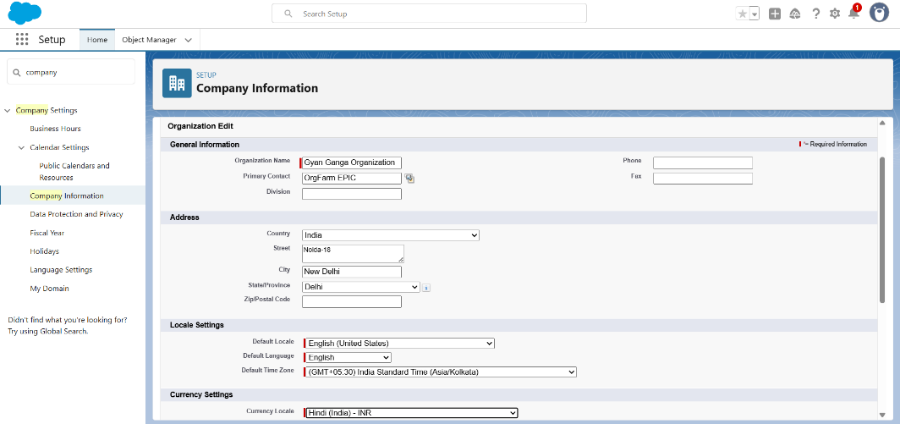 Search Setup
1
Setup
Home
Object Manager
company
Company Settings
Business Hours
Calendar Settings
Public Calendars and
Resources
Company Information
Data Protection and Privacy
Fiscal Year
Holidays
Language Settings
My Domain
Didn't find what you're looking for?
Try using Global Search.
SETUP
Company Information
Organization Edit
General Information
= Required Information
Organization Name Gyan Ganga Organization
Phone
Primary Contact OrgFarm EPIC
Fax
Division
Address
Country India
Street Noida-18
City New Delhi
State/Province Delhi
Zip/Postal Code
Locale Settings
Default Locale English (United States)
Default Language English
Default Time Zone (GMT+05:30) India Standard Time (Asia/Kolkata)
Currency Settings
Currency Locale Hindi (India) - INR